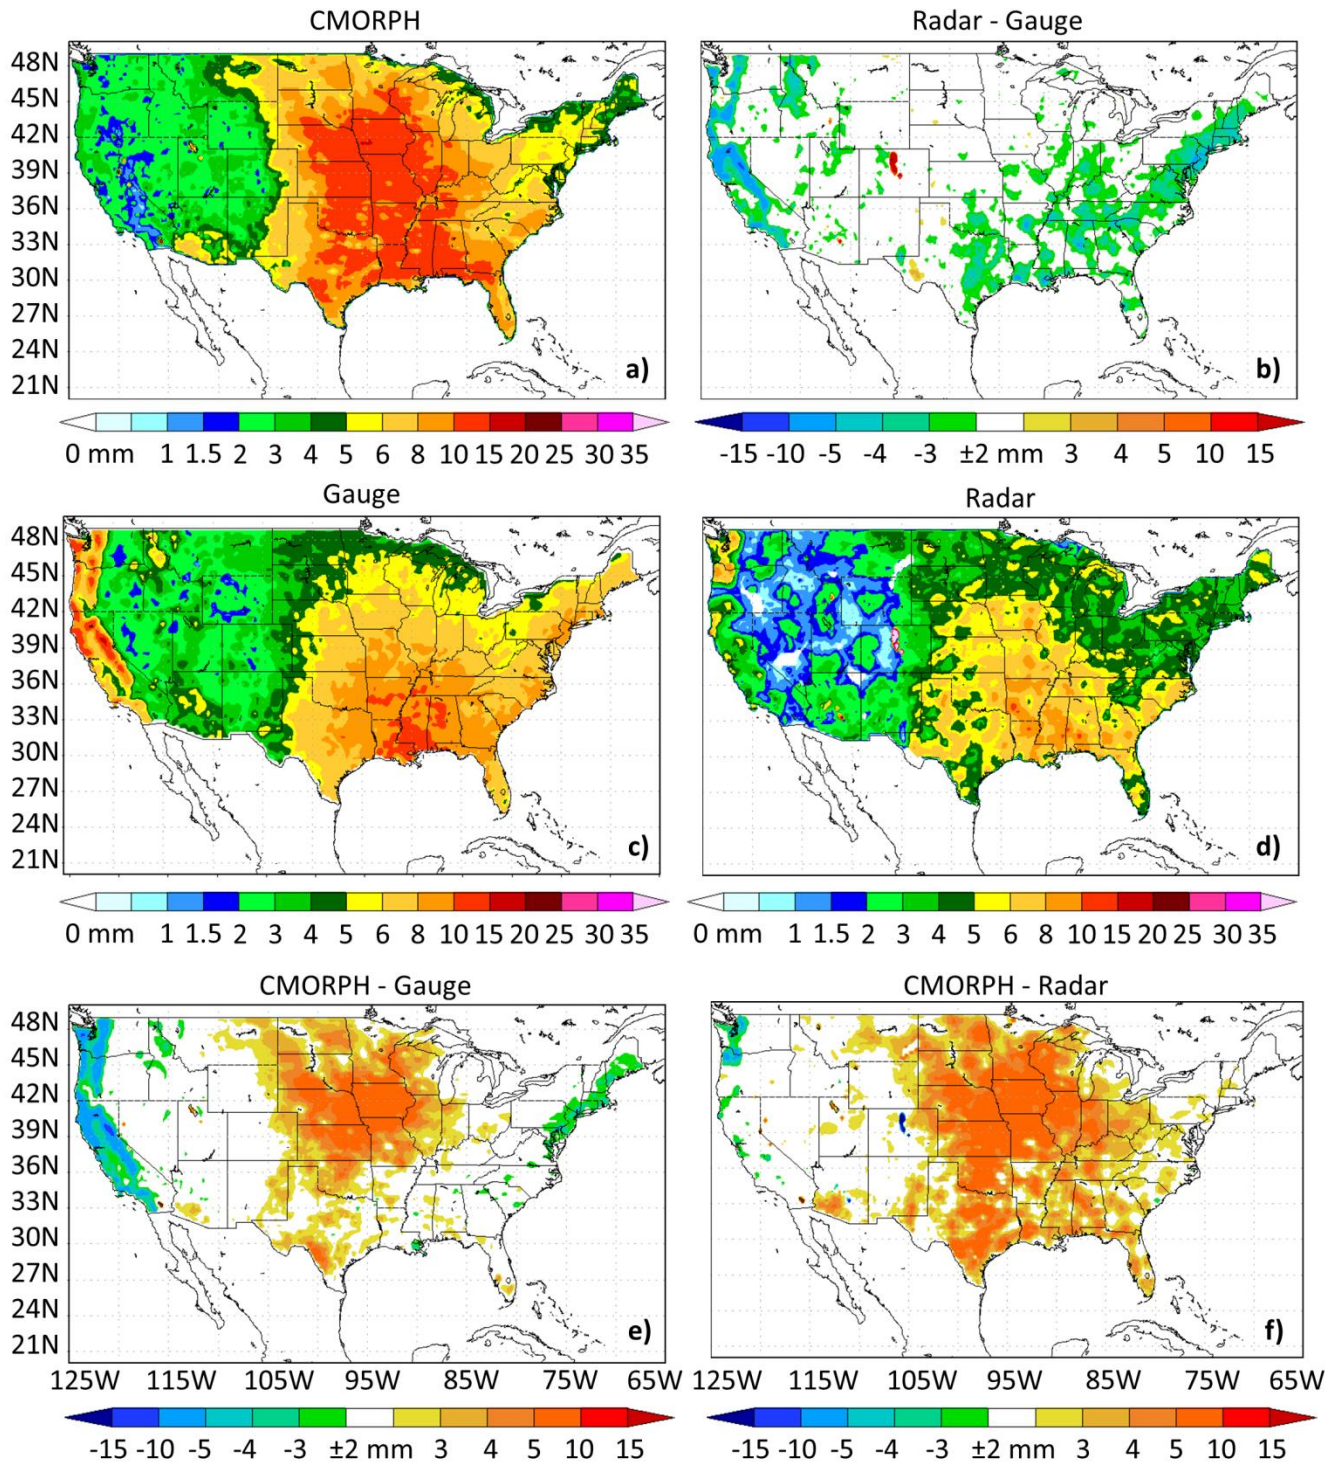 CMORPH
Radar - Gauge
48N
45N
42N
39N
36N
33N
30N
27N
24N
21N
a)
b)
0 mm 1 1.5 2 3 4 5 6 8 10 15 20 25 30 35
-15 -10 -5 -4 -3 ±2 mm 3 4 5 10 15
Gauge
Radar
48N
45N
42N
39N
36N
33N
30N
27N
24N
21N
c)
d)
0 mm 1 1.5 2 3 4 5 6 8 10 15 20 25 30 35
0 mm 1 1.5 2 3 4 5 6 8 10 15 20 25 30 35
CMORPH - Gauge
CMORPH - Radar
48N
45N
42N
39N
36N
33N
30N
27N
24N
21N
e)
f)
125W 115W 105W 95W 85W 75W 65W
125W 115W 105W 95W 85W 75W 65W
-15 -10 -5 -4 -3 ±2 mm 3 4 5 10 15
-15 -10 -5 -4 -3 ±2 mm 3 4 5 10 15